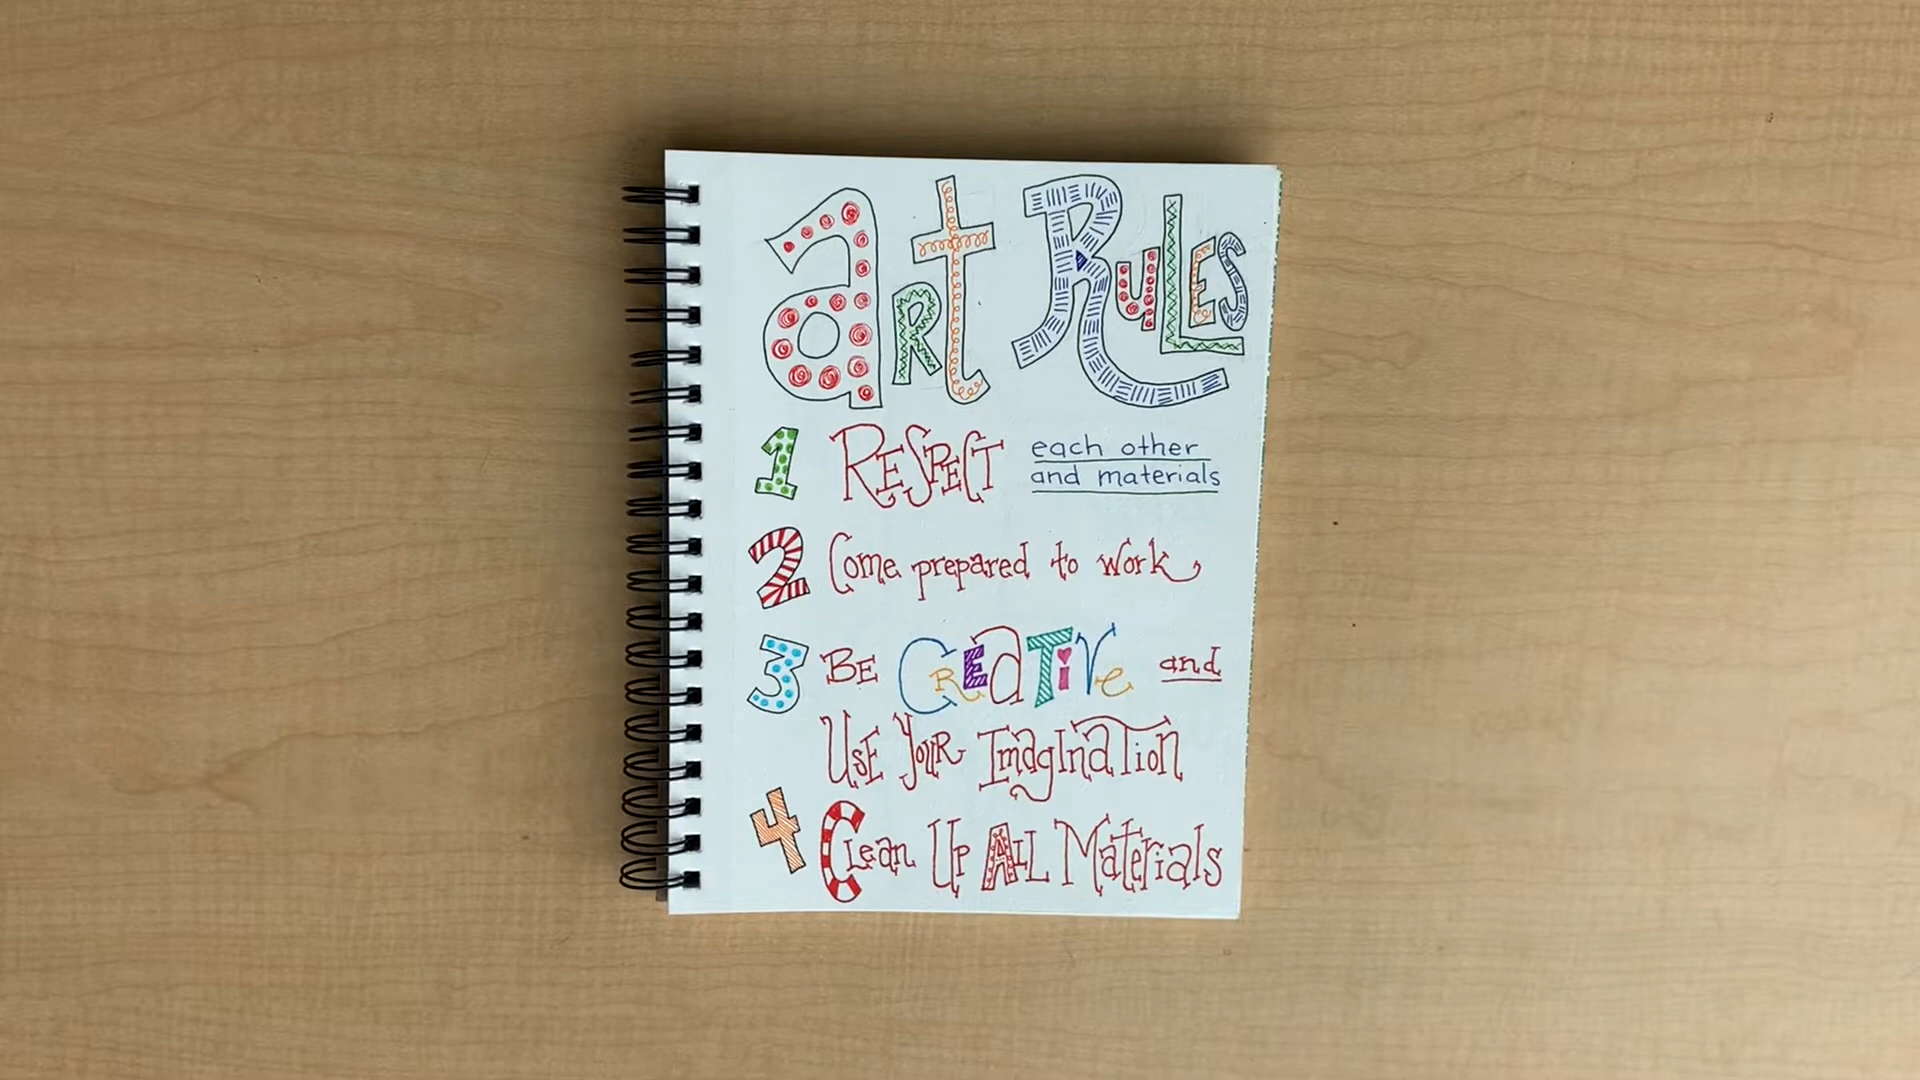 aRt RuLES
1 RESPECT each other
and materials
2 Come prepared to work
3 BE CREaTiVe and
UsE YouR ImagInaTion
4 Clean Up ALL Materials